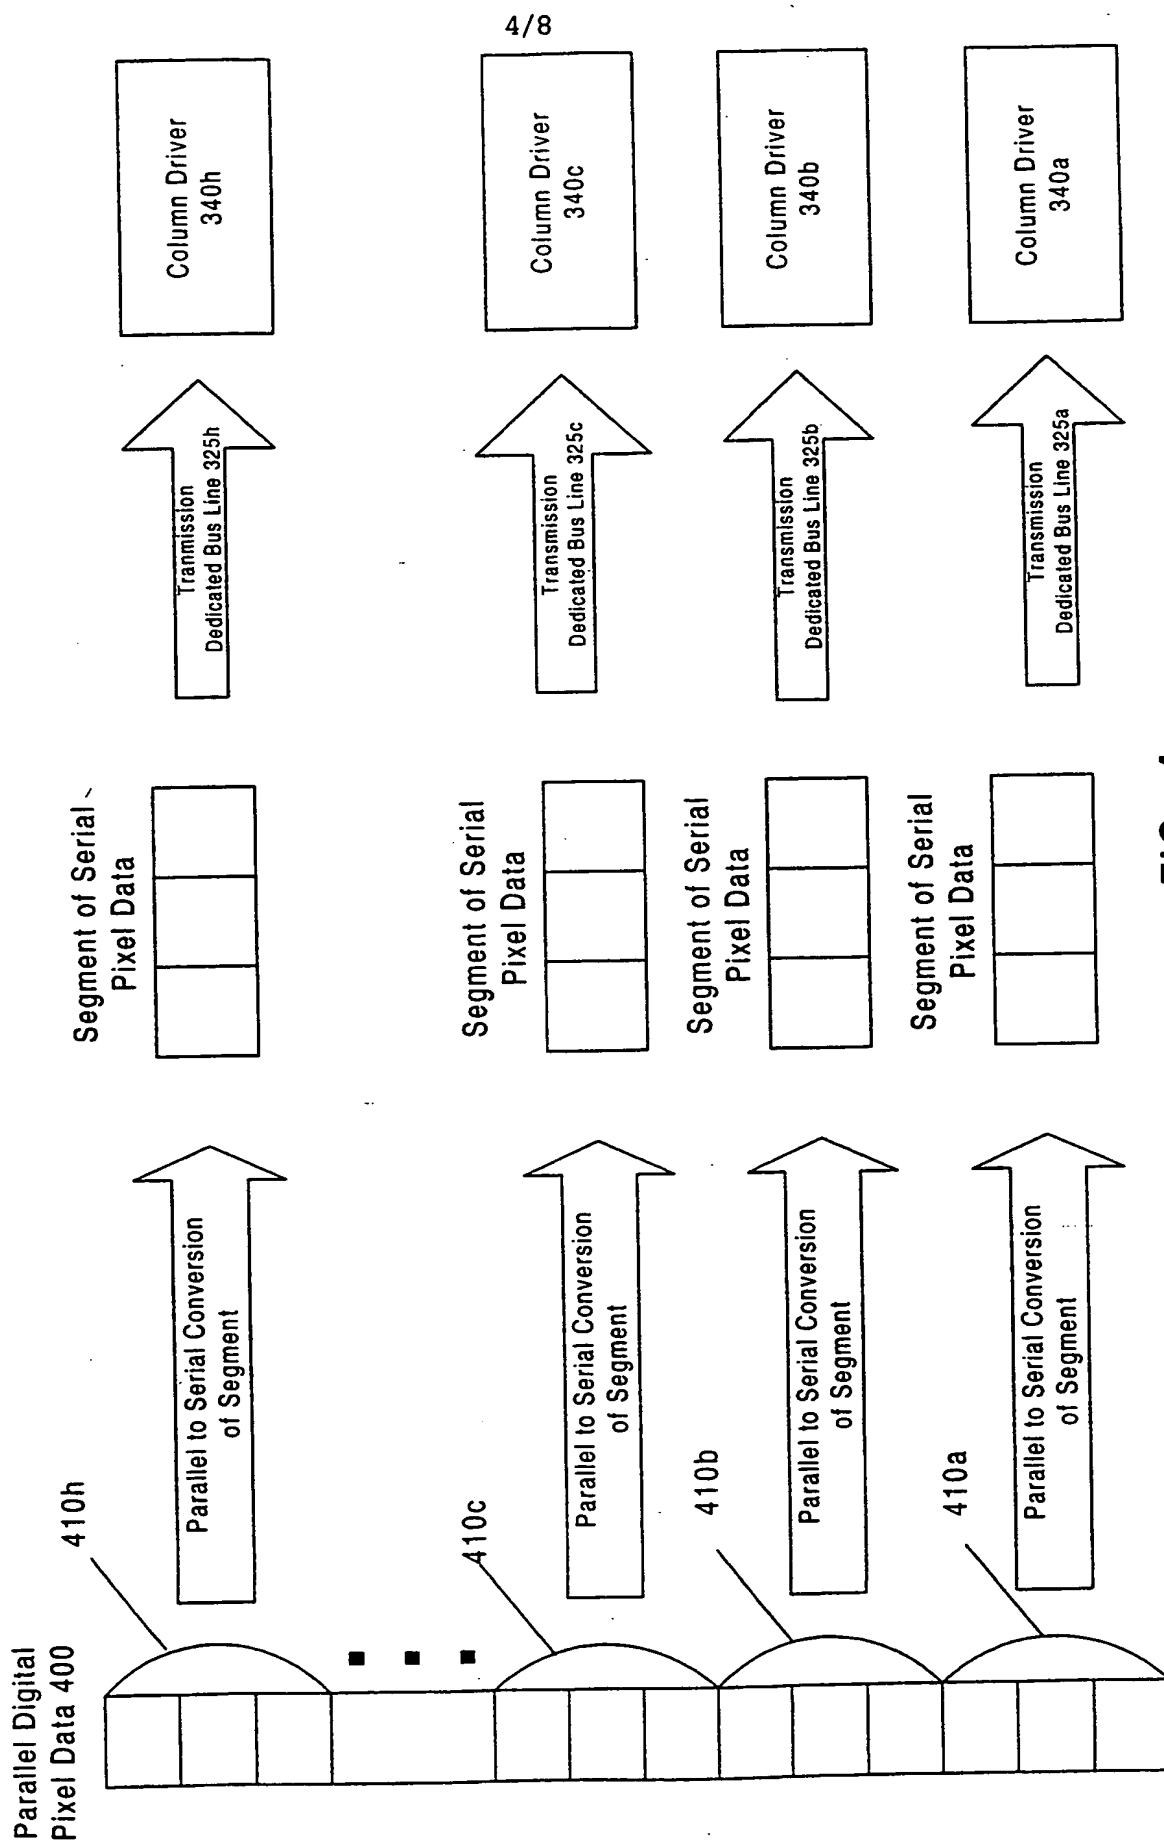 4/8
Parallel Digital
Pixel Data 400
410h
Parallel to Serial Conversion
of Segment
Segment of Serial
Pixel Data
Tranmission
Dedicated Bus Line 325h
Column Driver
340h
410c
Parallel to Serial Conversion
of Segment
Segment of Serial
Pixel Data
Transmission
Dedicated Bus Line 325c
Column Driver
340c
410b
Parallel to Serial Conversion
of Segment
Segment of Serial
Pixel Data
Transmission
Dedicated Bus Line 325b
Column Driver
340b
410a
Parallel to Serial Conversion
of Segment
Segment of Serial
Pixel Data
Transmission
Dedicated Bus Line 325a
Column Driver
340a